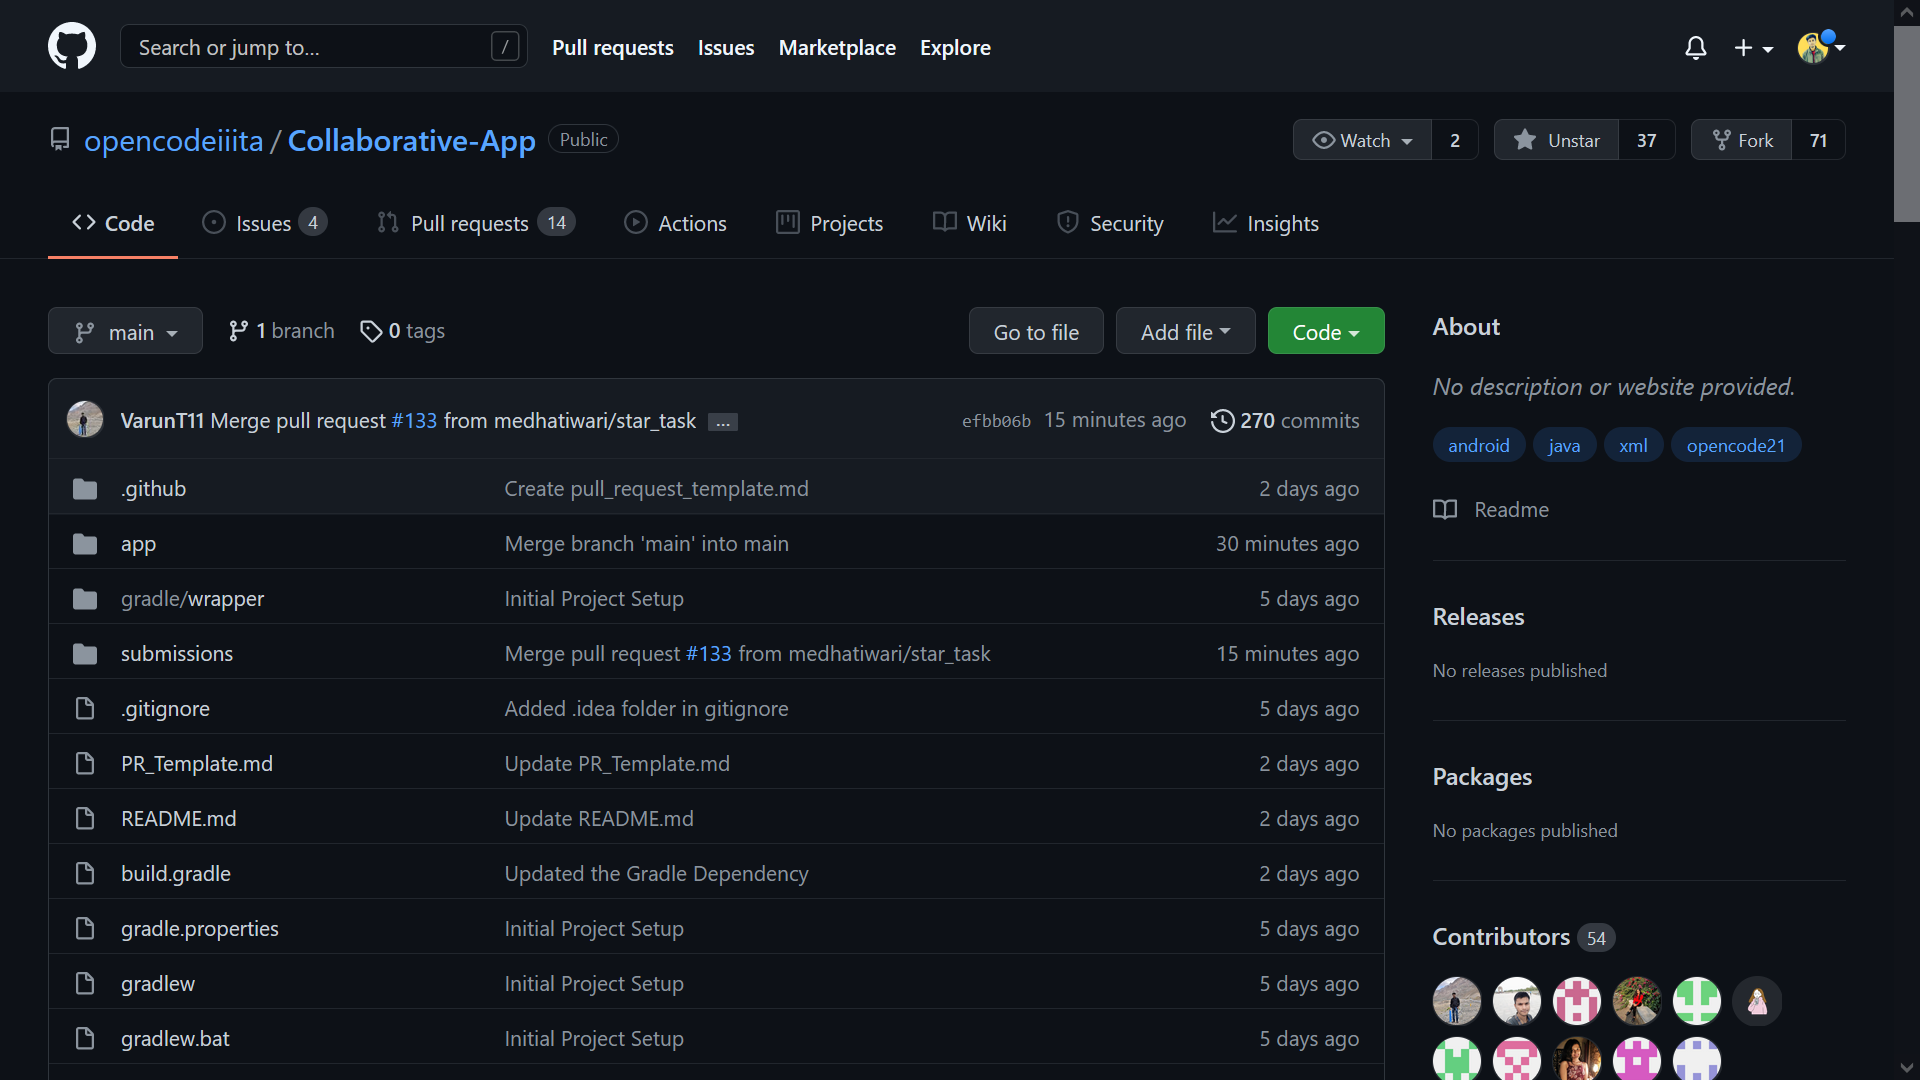 Search or jump to... /
Pull requests Issues Marketplace Explore
opencodeiiita / Collaborative-App Public
Watch 2 Unstar 37 Fork 71
Code Issues 4 Pull requests 14 Actions Projects Wiki Security Insights
main 1 branch 0 tags Go to file Add file Code
VarunT11 Merge pull request #133 from medhatiwari/star_task ... efbb06b 15 minutes ago 270 commits
.github Create pull_request_template.md 2 days ago
app Merge branch 'main' into main 30 minutes ago
gradle/wrapper Initial Project Setup 5 days ago
submissions Merge pull request #133 from medhatiwari/star_task 15 minutes ago
.gitignore Added .idea folder in gitignore 5 days ago
PR_Template.md Update PR_Template.md 2 days ago
README.md Update README.md 2 days ago
build.gradle Updated the Gradle Dependency 2 days ago
gradle.properties Initial Project Setup 5 days ago
gradlew Initial Project Setup 5 days ago
gradlew.bat Initial Project Setup 5 days ago
About
No description or website provided.
android java xml opencode21
Readme
Releases
No releases published
Packages
No packages published
Contributors 54